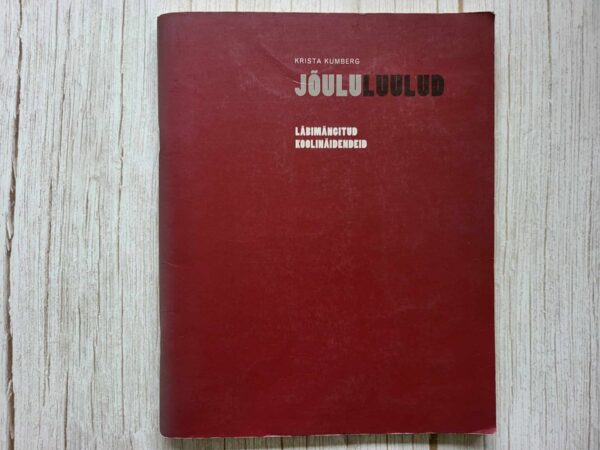 KRISTA KUMBERG
JÕULULUULUD
LÄBIMÄNGITUD
KOOLINÄIDENDEID